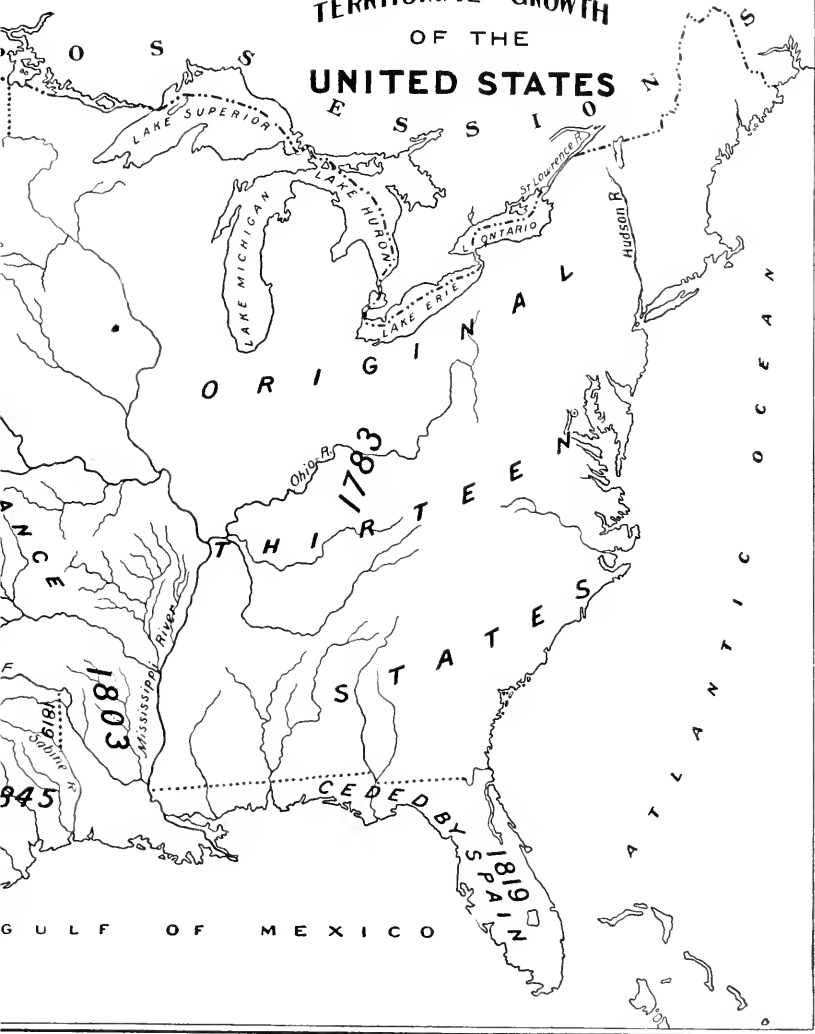 TERRITORIAL GROWTH
OF THE
UNITED STATES
O S S E S S I O N S
LAKE SUPERIOR
LAKE MICHIGAN
LAKE HURON
L. ONTARIO
LAKE ERIE
St Lawrence R.
Hudson R
ORIGINAL
THIRTEEN
STATES
1783
Ohio R.
ANCE
Mississippi River
1803
F
1819
Sabine R
845
CEDED BY SPAIN
1819
ATLANTIC OCEAN
GULF OF MEXICO